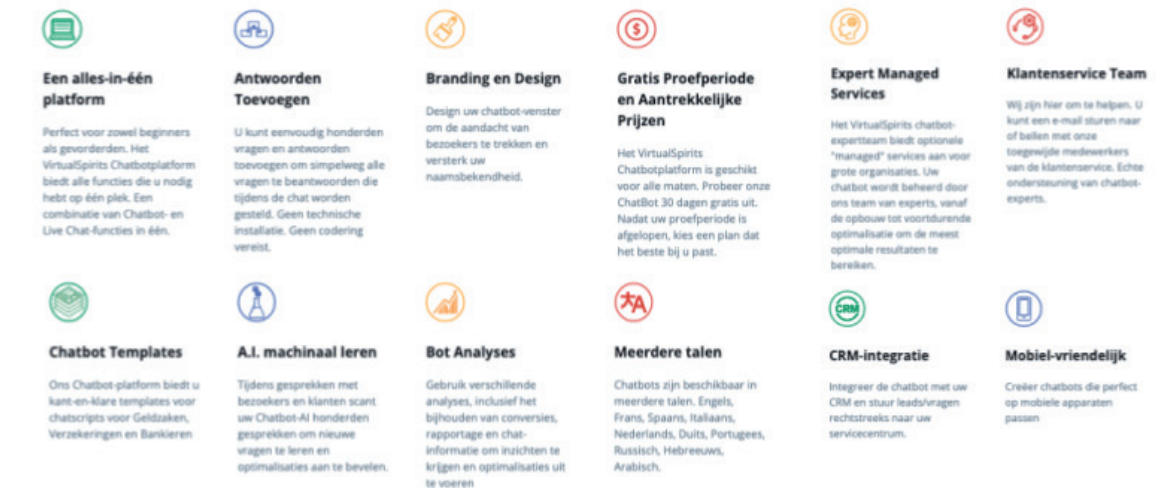 Een alles-in-één
platform
Perfect voor zowel beginners
als gevorderden. Het
VirtualSpirits Chatbotplatform
biedt alle functies die u nodig
hebt op één plek. Een
combinatie van Chatbot- en
Live Chat-functies in één.
Antwoorden
Toevoegen
U kunt eenvoudig honderden
vragen en antwoorden
toevoegen om simpelweg alle
vragen te beantwoorden die
tijdens de chat worden
gesteld. Geen technische
installatie. Geen codering
vereist.
Branding en Design
Design uw chatbot-venster
om de aandacht van
bezoekers te trekken en
versterk uw
naamsbekendheid.
Gratis Proefperiode
en Aantrekkelijke
Prijzen
Het VirtualSpirits
Chatbotplatform is geschikt
voor alle maten. Probeer onze
ChatBot 30 dagen gratis uit.
Nadat uw proefperiode is
afgelopen, kies een plan dat
het beste bij u past.
Expert Managed
Services
Het VirtualSpirits chatbot-
expertteam biedt optionele
"managed" services aan voor
grote organisaties. Uw
chatbot wordt beheerd door
ons team van experts, vanaf
de opbouw tot voortdurende
optimalisatie om de meest
optimale resultaten te
bereiken.
Klantenservice Team
Wij zijn hier om te helpen. U
kunt een e-mail sturen naar
of bellen met onze
toegewijde medewerkers
van de klantenservice. Echte
ondersteuning van chatbot-
experts.
Chatbot Templates
Ons Chatbot-platform biedt u
kant-en-klare templates voor
chatscripts voor Geldzaken,
Verzekeringen en Bankieren
A.I. machinaal leren
Tijdens gesprekken met
bezoekers en klanten scant
uw Chatbot-AI honderden
gesprekken om nieuwe
vragen te leren en
optimalisaties aan te bevelen.
Bot Analyses
Gebruik verschillende
analyses, inclusief het
bijhouden van conversies,
rapportage en chat-
informatie om inzichten te
krijgen en optimalisaties uit
te voeren
Meerdere talen
Chatbots zijn beschikbaar in
meerdere talen. Engels,
Frans, Spaans, Italiaans,
Nederlands, Duits, Portugees,
Russisch, Hebreeuws,
Arabisch.
CRM
CRM-integratie
Integreer de chatbot met uw
CRM en stuur leads/vragen
rechtstreeks naar uw
servicecentrum.
Mobiel-vriendelijk
Creëer chatbots die perfect
op mobiele apparaten
passen